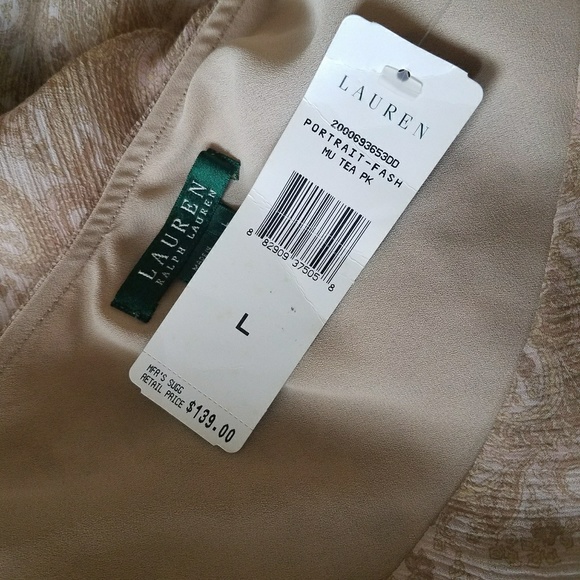 LAUREN
2000693653DD
PORTRAIT-FASH
MU TEA PK
8 82909 37505 8
L
MFR'S SUGG
RETAIL PRICE $139.00
LAUREN
RALPH LAUREN